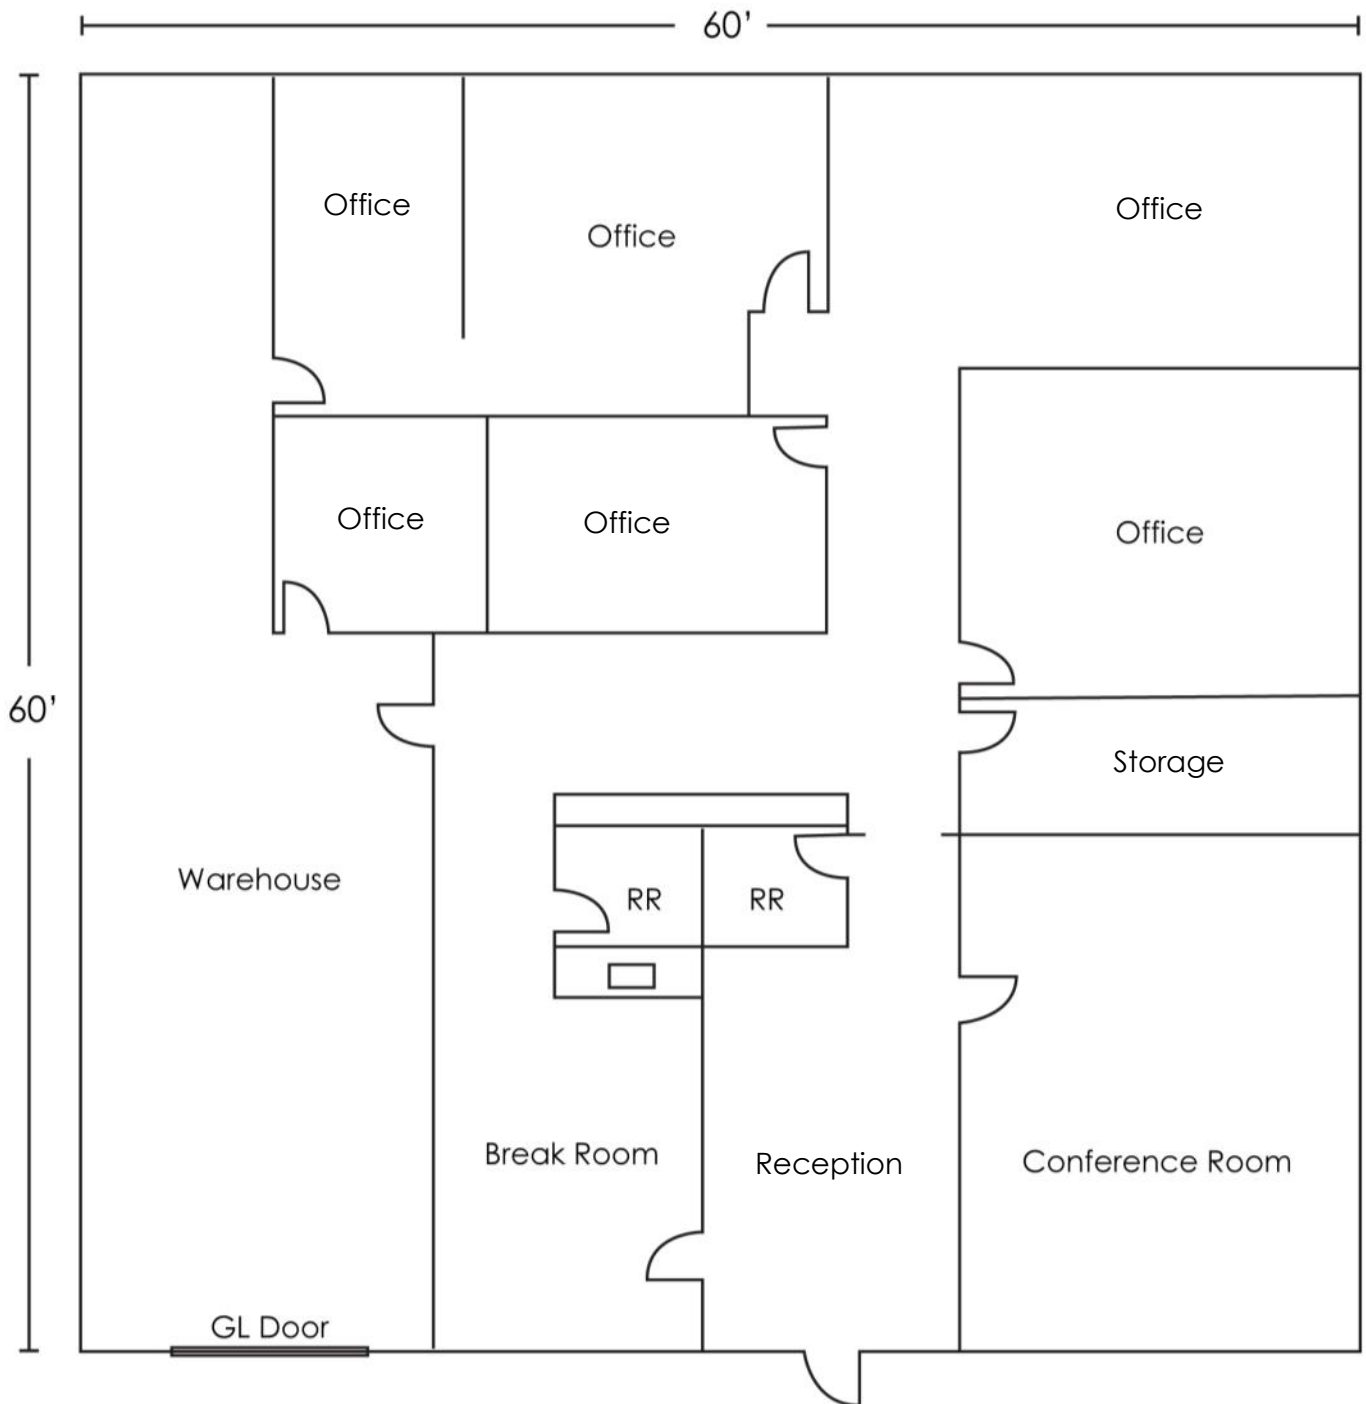 60’
Office
Office
Office
Office
Office
Office
60’
Storage
Warehouse
RR
RR
Break Room
Reception
Conference Room
GL Door